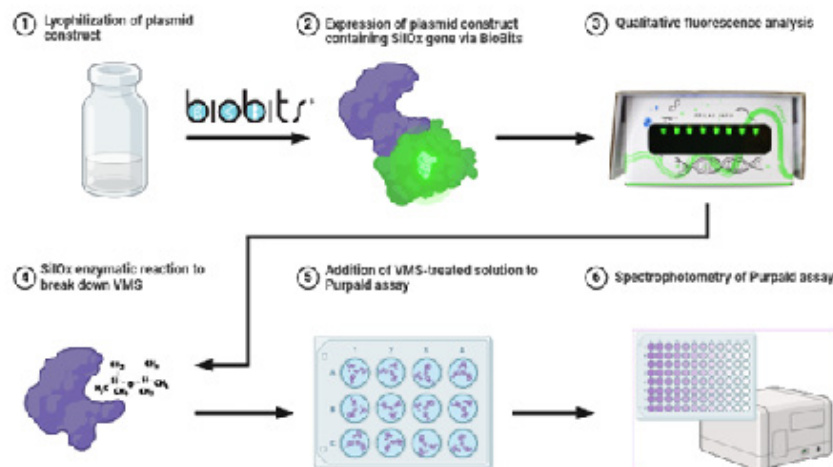 1 Lyophilization of plasmid
construct
2 Expression of plasmid construct
containing SilOx gene via BioBits
3 Qualitative fluorescence analysis
biobits
4 SilOx enzymatic reaction to
break down VMS
5 Addition of VMS-treated solution to
Purpald assay
6 Spectrophotometry of Purpald assay
A
B
C